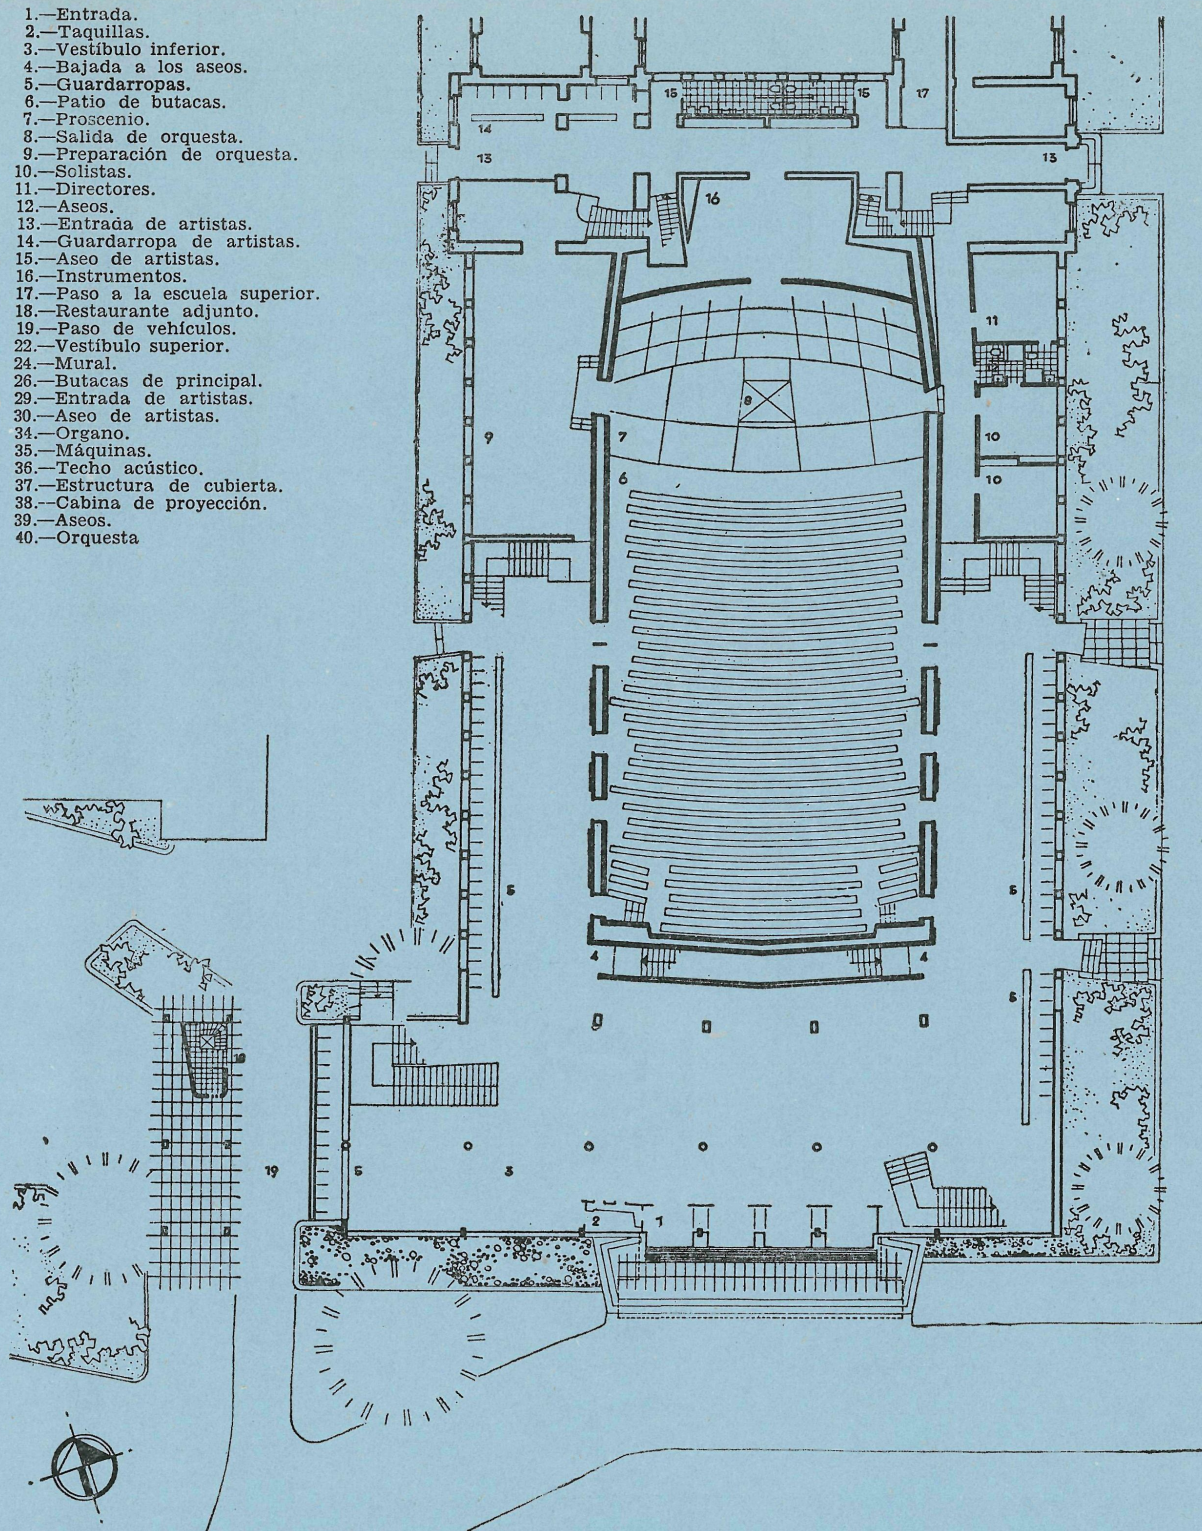 1.—Entrada.
2.—Taquillas.
3.—Vestíbulo inferior.
4.—Bajada a los aseos.
5.—Guardarropas.
6.—Patio de butacas.
7.—Proscenio.
8.—Salida de orquesta.
9.—Preparación de orquesta.
10.—Solistas.
11.—Directores.
12.—Aseos.
13.—Entrada de artistas.
14.—Guardarropa de artistas.
15.—Aseo de artistas.
16.—Instrumentos.
17.—Paso a la escuela superior.
18.—Restaurante adjunto.
19.—Paso de vehículos.
22.—Vestíbulo superior.
24.—Mural.
26.—Butacas de principal.
29.—Entrada de artistas.
30.—Aseo de artistas.
34.—Organo.
35.—Máquinas.
36.—Techo acústico.
37.—Estructura de cubierta.
38.--Cabina de proyección.
39.—Aseos.
40.—Orquesta
15
15
17
14
13
13
16
11
8
9
7
10
6
10
5
5
4
4
5
18
19
5
3
2
1